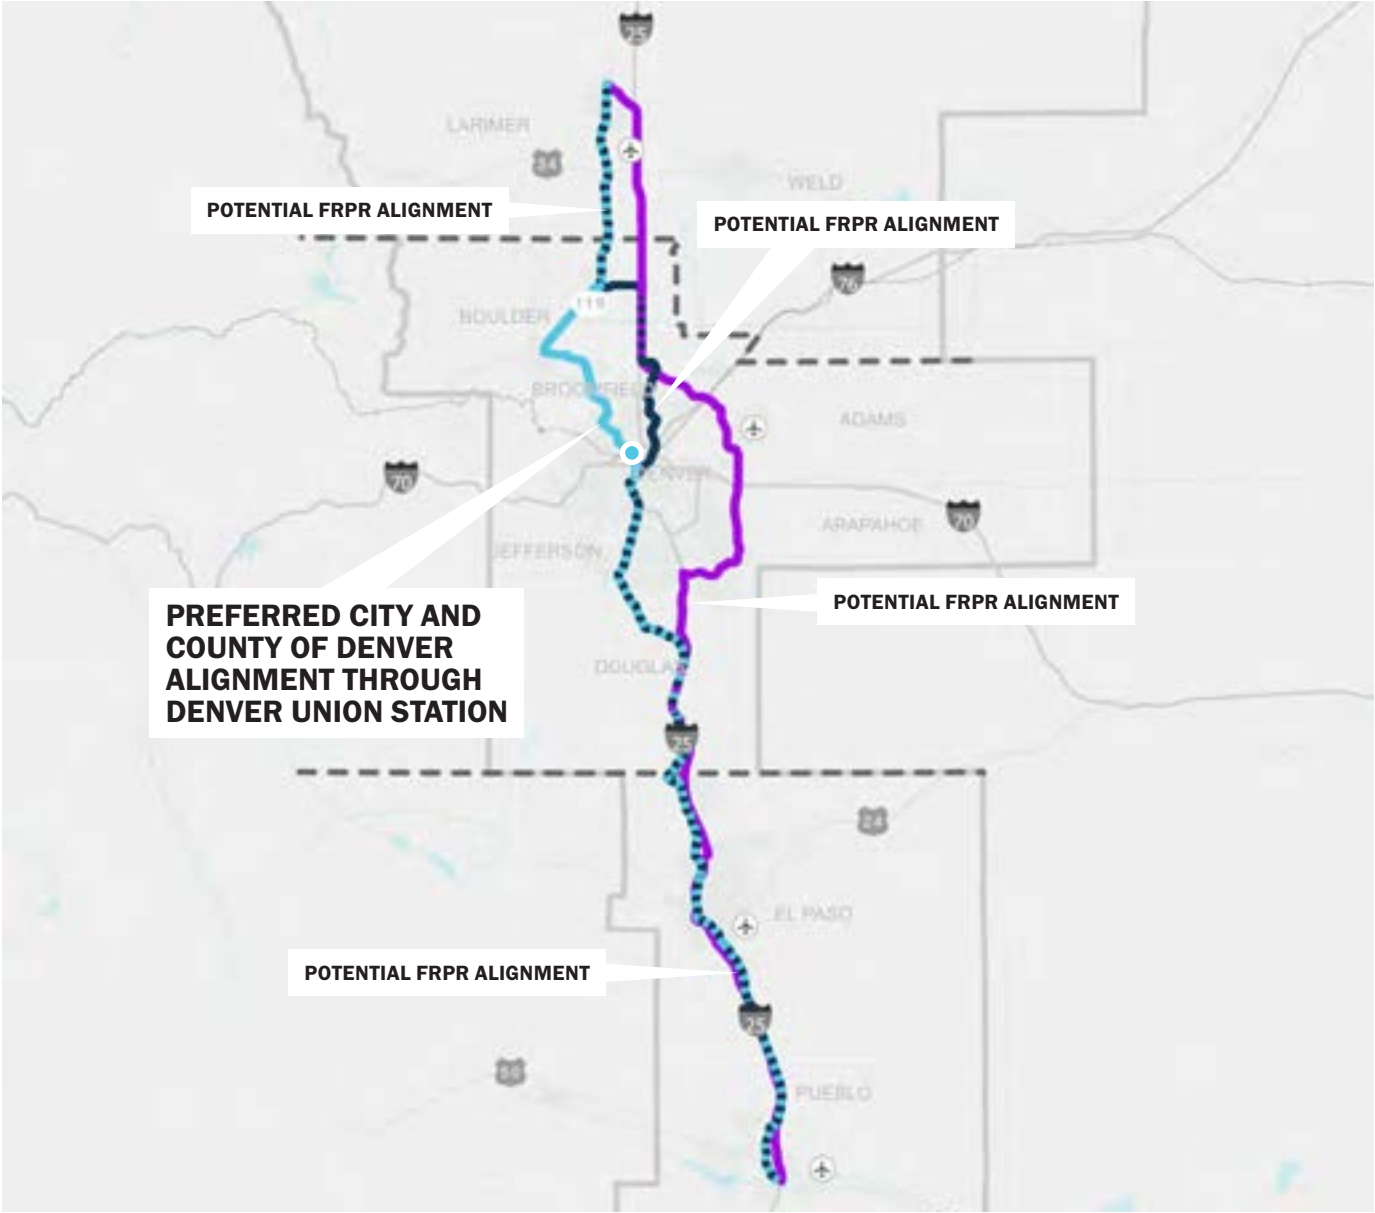 25
LARIMER
34
WELD
POTENTIAL FRPR ALIGNMENT
POTENTIAL FRPR ALIGNMENT
76
119
BOULDER
BROOMFIELD
ADAMS
70
DENVER
ARAPAHOE
70
JEFFERSON
POTENTIAL FRPR ALIGNMENT
PREFERRED CITY AND
COUNTY OF DENVER
ALIGNMENT THROUGH
DENVER UNION STATION
DOUGLAS
25
24
EL PASO
POTENTIAL FRPR ALIGNMENT
25
PUEBLO